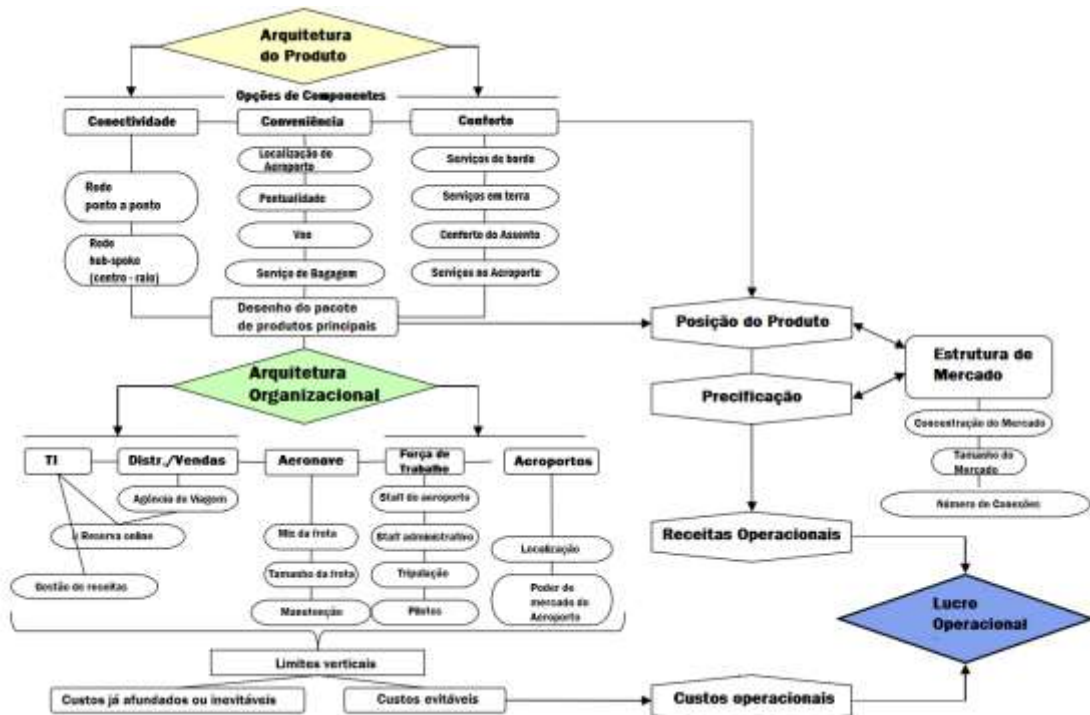 Arquitetura
do Produto
Opções de Componentes
Conectividade
Conveniência
Conforto
Rede
ponto a ponto
Rede
hub-spoke
(centro - raio)
Localização do
Aeroporto
Pontualidade
Voo
Serviço de Bagagem
Serviços de bordo
Serviços em terra
Conforto do Assento
Serviços no Aeroporto
Desenho do pacote
de produtos principais
Posição do Produto
Precificação
Estrutura de
Mercado
Concentração do Mercado
Tamanho do
Mercado
Número de Conexões
Arquitetura
Organizacional
TI
Distr./Vendas
Aeronave
Força de
Trabalho
Aeroportos
Agência de Viagem
Reserva online
Gestão de receitas
Mix da frota
Tamanho da frota
Manutenção
Staff do aeroporto
Staff administrativo
Tripulação
Pilotos
Localização
Poder de
mercado do
Aeroporto
Receitas Operacionais
Lucro
Operacional
Limites verticais
Custos já afundados ou inevitáveis
Custos evitáveis
Custos operacionais